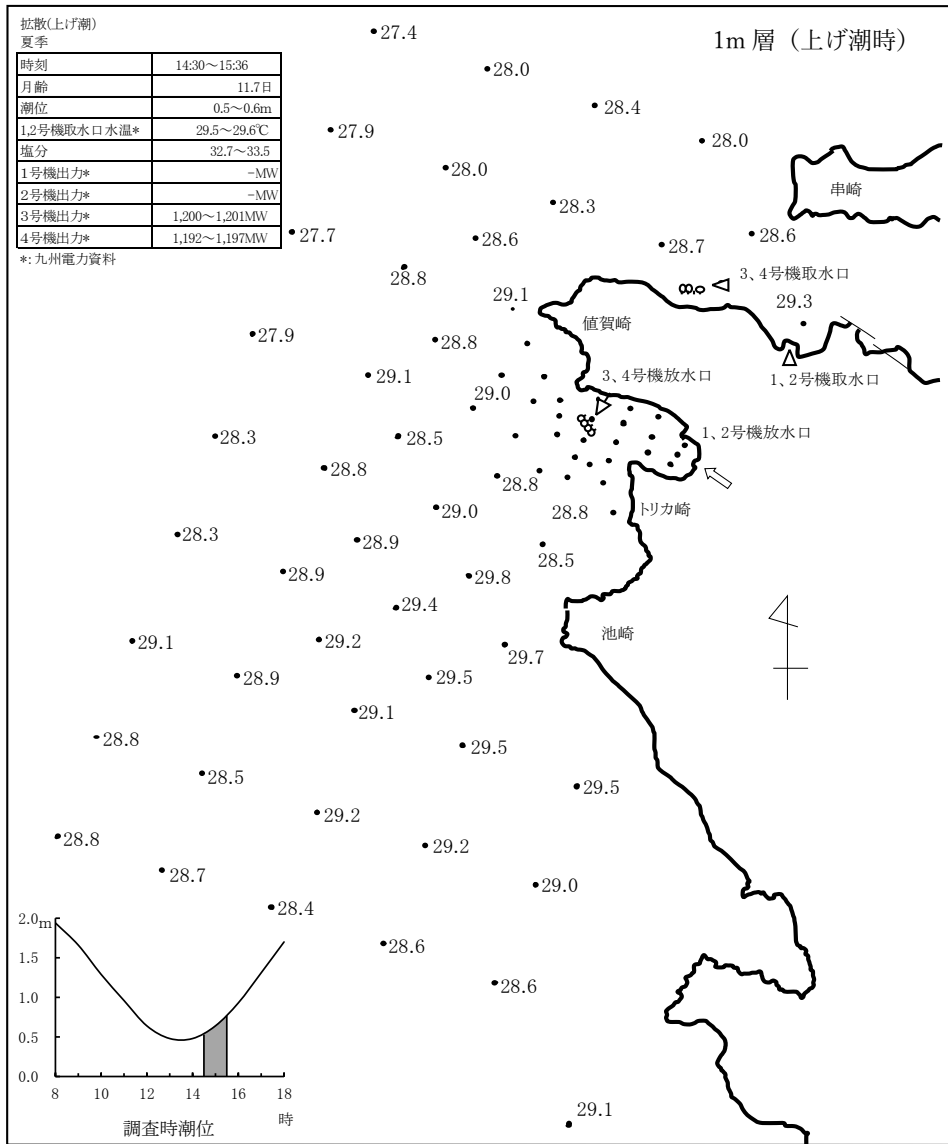 拡散(上げ潮)
夏季
時刻 14:30～15:36
月齢 11.7日
潮位 0.5～0.6m
1,2号機取水口水温* 29.5～29.6℃
塩分 32.7～33.5
1号機出力* -MW
2号機出力* -MW
3号機出力* 1,200～1,201MW
4号機出力* 1,192～1,197MW
*：九州電力資料
1m 層（上げ潮時）
27.4
28.0
28.4
27.9
28.0
28.0
串崎
28.3
27.7
28.6
28.7
28.6
28.8
3、4号機取水口
29.1
29.3
値賀崎
27.9
28.8
29.1
3、4号機放水口
1、2号機取水口
29.0
28.3
28.5
1、2号機放水口
28.8
28.8
29.0
28.8
トリカ崎
28.3
28.9
28.5
28.9
29.8
29.4
29.1
29.2
池崎
29.7
28.9
29.5
29.1
28.8
29.5
28.5
29.5
29.2
28.8
29.2
28.7
29.0
28.4
28.6
28.6
29.1
2.0 m
1.5
1.0
0.5
0.0
8 10 12 14 16 18
時
調査時潮位